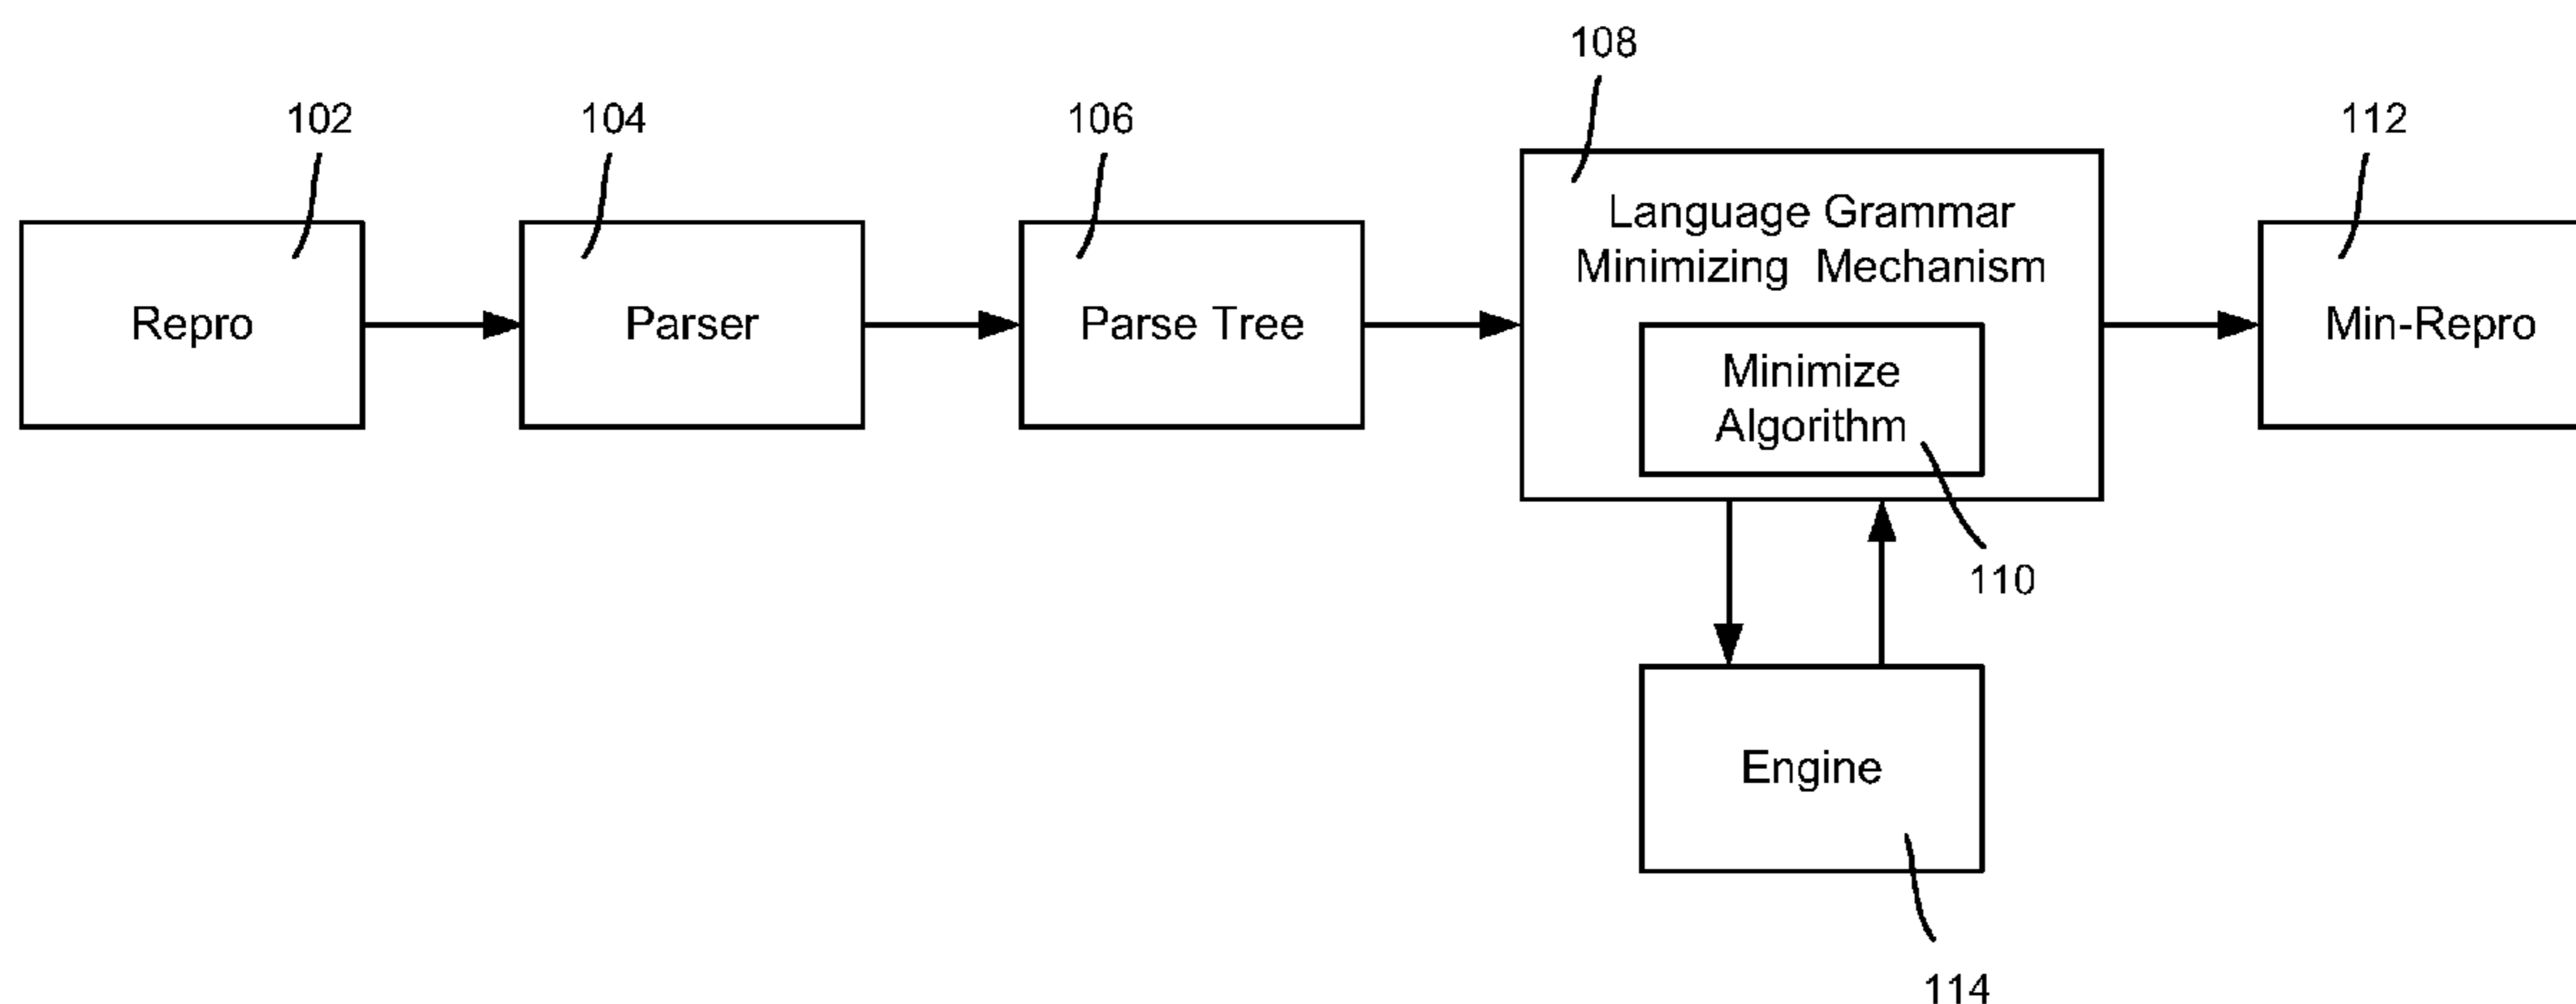 108
102
104
106
112
Language Grammar
Minimizing Mechanism
Repro
Parser
Parse Tree
Min-Repro
Minimize
Algorithm
110
Engine
114